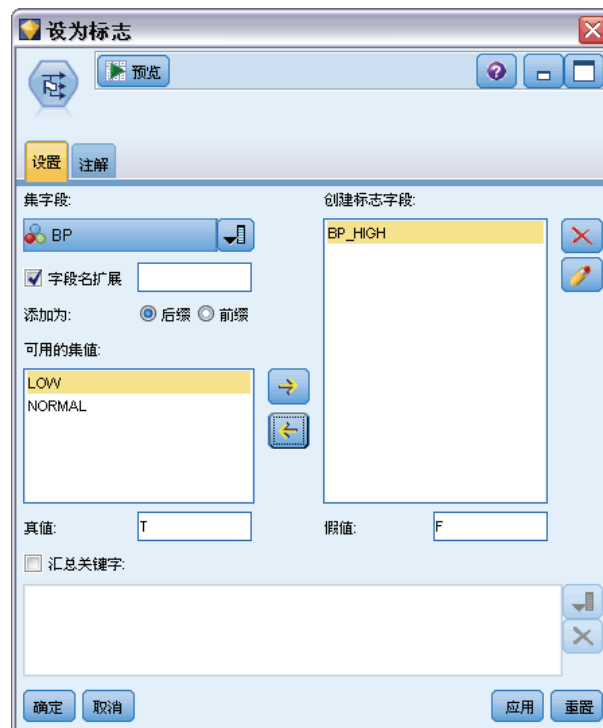 设为标志
预览
设置
注解
集字段:
创建标志字段:
BP
BP_HIGH
字段名扩展
添加为:
后缀
前缀
可用的集值:
LOW
NORMAL
真值:
T
假值:
F
汇总关键字:
确定
取消
应用
重置